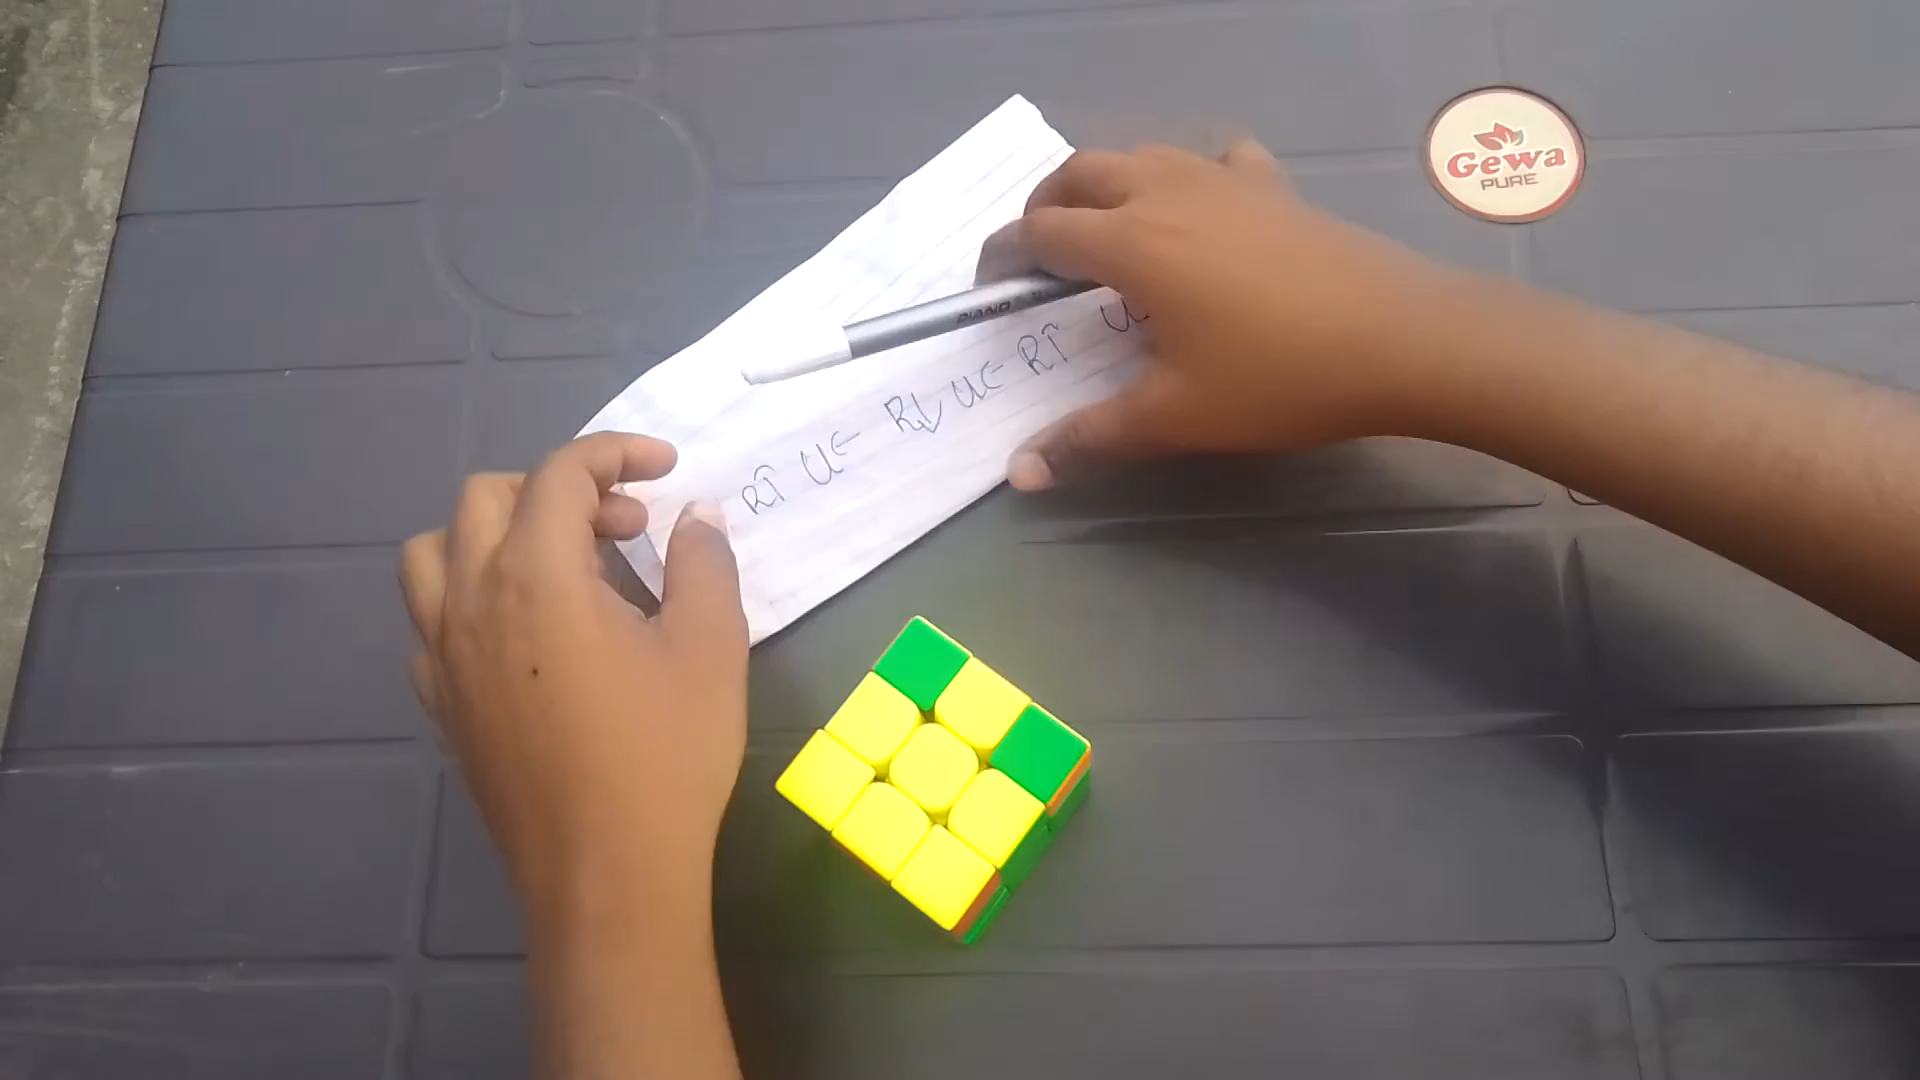 Gewa
PURE
PIANO
R↑ U← R↓ U← R↑ U